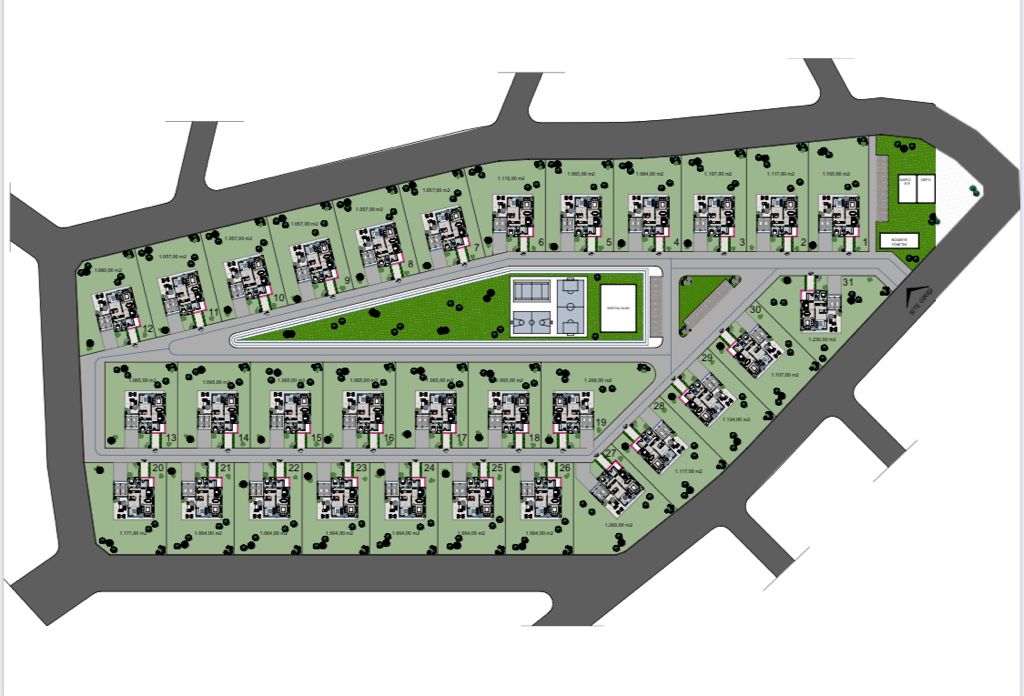 1.115,00 m2
1.065,00 m2
1.064,00 m2
1.107,00 m2
1.117,00 m2
1.100,00 m2
1.057,00 m2
1.057,00 m2
1.057,00 m2
1.057,00 m2
1.057,00 m2
1.080,00 m2
12
11
10
9
8
7
6
5
4
3
2
1
DEPO
SİTE GİRİŞİ
31
1.230,00 m2
30
1.107,00 m2
29
1.134,00 m2
28
1.117,00 m2
27
1.269,00 m2
1.065,00 m2
1.065,00 m2
1.065,00 m2
1.065,00 m2
1.065,00 m2
1.065,00 m2
1.269,00 m2
13
14
15
16
17
18
19
20
21
22
23
24
25
26
1.171,00 m2
1.064,00 m2
1.064,00 m2
1.064,00 m2
1.064,00 m2
1.064,00 m2
1.064,00 m2